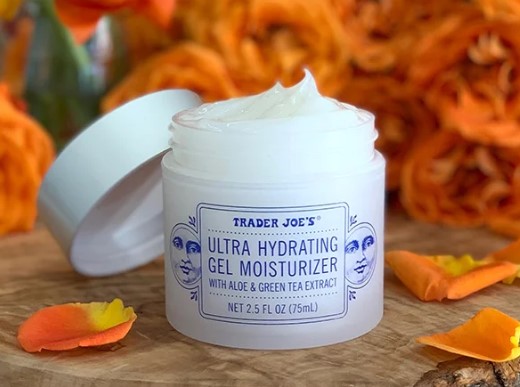 TRADER JOE'S®
ULTRA HYDRATING
GEL MOISTURIZER
WITH ALOE & GREEN TEA EXTRACT
NET 2.5 FL OZ (75mL)